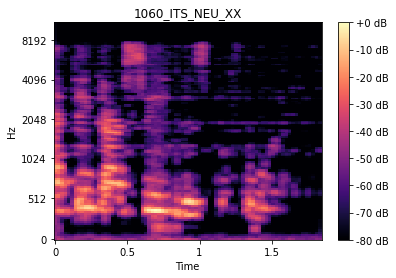 1060_ITS_NEU_XX
8192
4096
2048
1024
512
0
Hz
0
0.5
1
1.5
Time
+0 dB
-10 dB
-20 dB
-30 dB
-40 dB
-50 dB
-60 dB
-70 dB
-80 dB